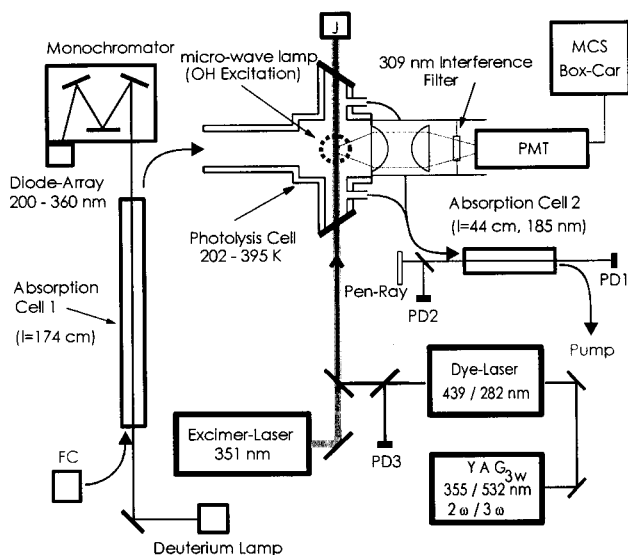 J
Monochromator
micro-wave lamp
(OH Excitation)
309 nm Interference
Filter
MCS
Box-Car
PMT
Diode-Array
200 - 360 nm
Photolysis Cell
202 - 395 K
Absorption Cell 2
(l=44 cm, 185 nm)
Absorption
Cell 1
(l=174 cm)
Pen-Ray
PD2
PD1
Pump
Dye-Laser
439 / 282 nm
Excimer-Laser
351 nm
PD3
FC
Y A G 3w
355 / 532 nm
2 ω / 3 ω
Deuterium Lamp